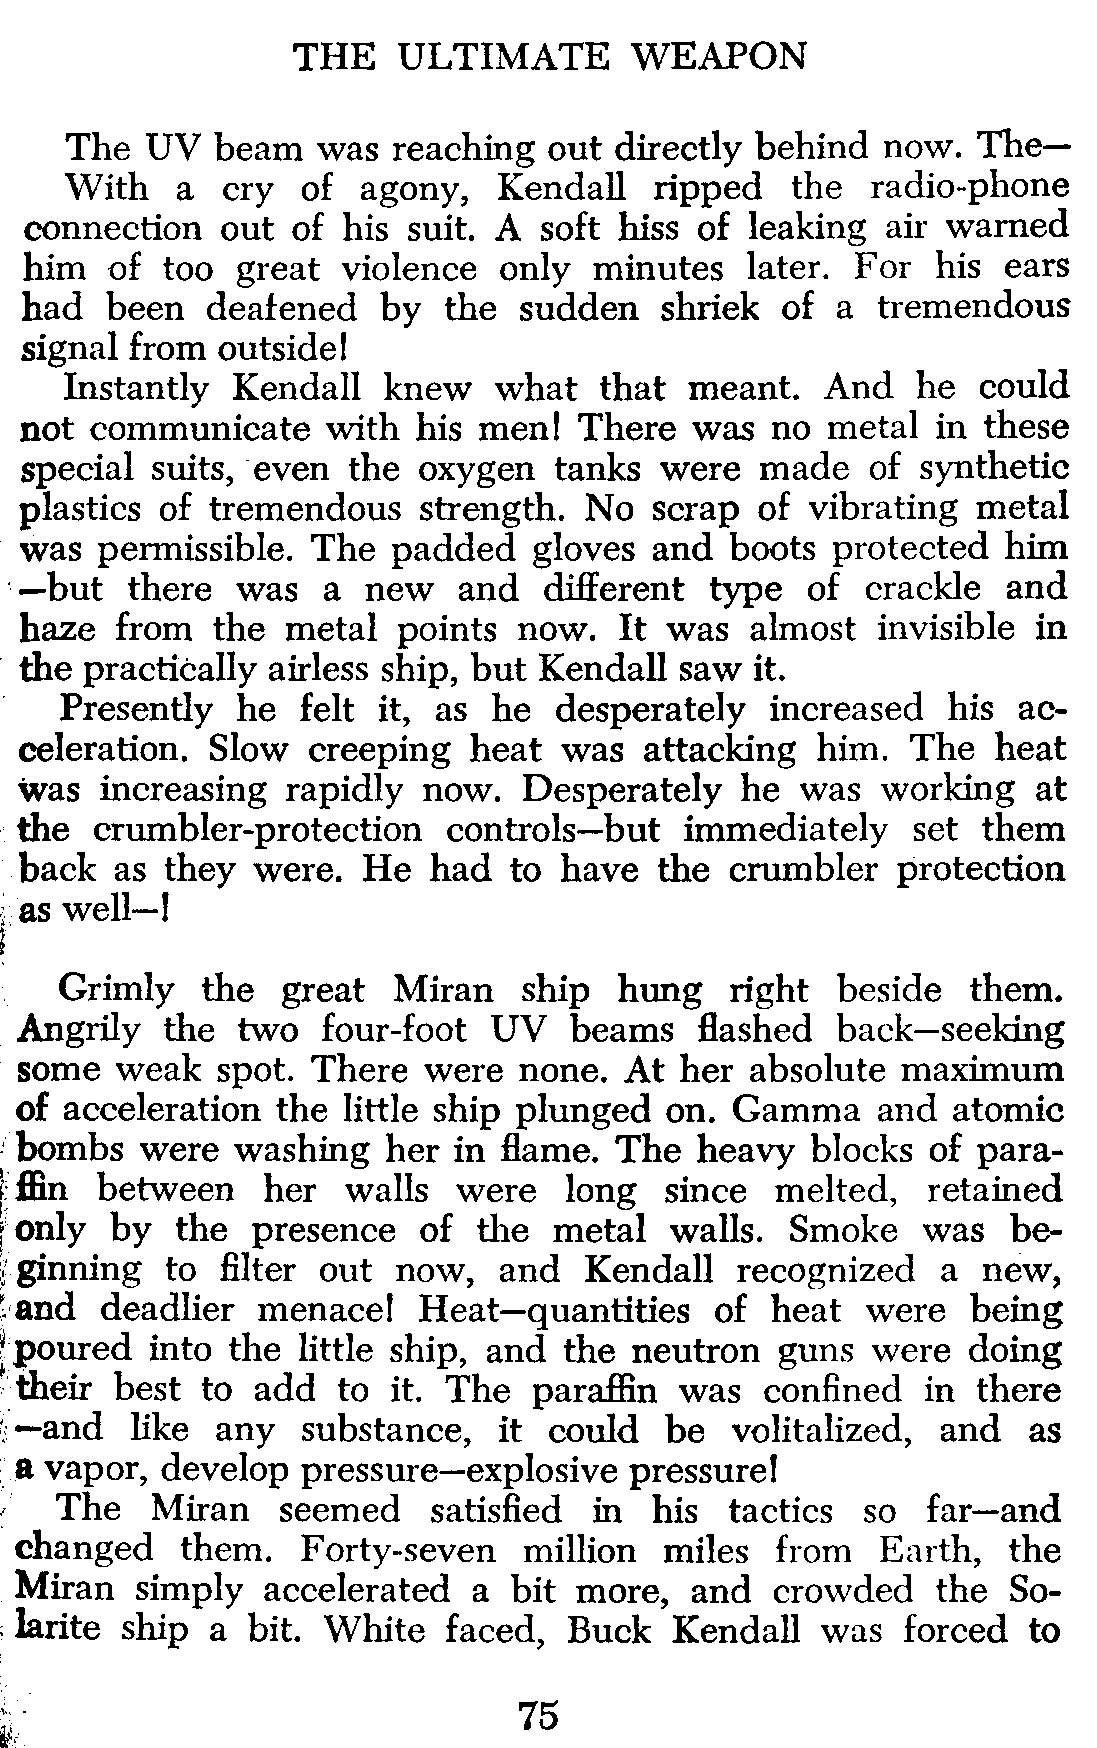 THE ULTIMATE WEAPON
The UV beam was reaching out directly behind now. The—
With a cry of agony, Kendall ripped the radio-phone
connection out of his suit. A soft hiss of leaking air warned
him of too great violence only minutes later. For his ears
had been deafened by the sudden shriek of a tremendous
signal from outside!
Instantly Kendall knew what that meant. And he could
not communicate with his men! There was no metal in these
special suits, even the oxygen tanks were made of synthetic
plastics of tremendous strength. No scrap of vibrating metal
was permissible. The padded gloves and boots protected him
—but there was a new and different type of crackle and
haze from the metal points now. It was almost invisible in
the practically airless ship, but Kendall saw it.
Presently he felt it, as he desperately increased his ac-
celeration. Slow creeping heat was attacking him. The heat
was increasing rapidly now. Desperately he was working at
the crumbler-protection controls—but immediately set them
back as they were. He had to have the crumbler protection
as well—!
Grimly the great Miran ship hung right beside them.
Angrily the two four-foot UV beams flashed back—seeking
some weak spot. There were none. At her absolute maximum
of acceleration the little ship plunged on. Gamma and atomic
bombs were washing her in flame. The heavy blocks of para-
ffin between her walls were long since melted, retained
only by the presence of the metal walls. Smoke was be-
ginning to filter out now, and Kendall recognized a new,
and deadlier menace! Heat—quantities of heat were being
poured into the little ship, and the neutron guns were doing
their best to add to it. The paraffin was confined in there
—and like any substance, it could be volitalized, and as
a vapor, develop pressure—explosive pressure!
The Miran seemed satisfied in his tactics so far—and
changed them. Forty-seven million miles from Earth, the
Miran simply accelerated a bit more, and crowded the So-
larite ship a bit. White faced, Buck Kendall was forced to
75